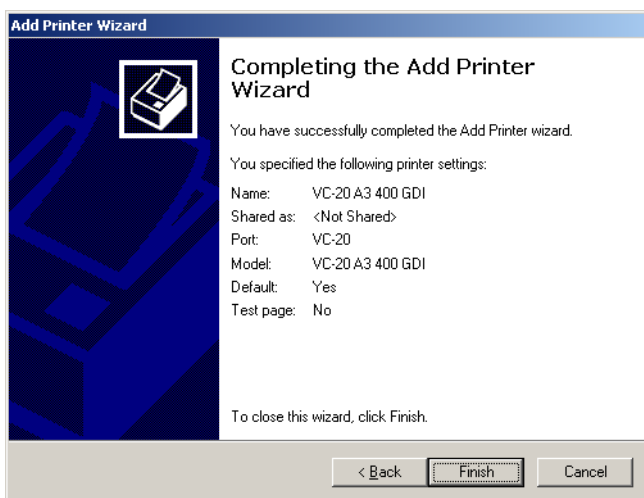 Add Printer Wizard
Completing the Add Printer
Wizard
You have successfully completed the Add Printer wizard.
You specified the following printer settings:
Name: VC-20 A3 400 GDI
Shared as: <Not Shared>
Port: VC-20
Model: VC-20 A3 400 GDI
Default: Yes
Test page: No
To close this wizard, click Finish.
< Back Finish Cancel